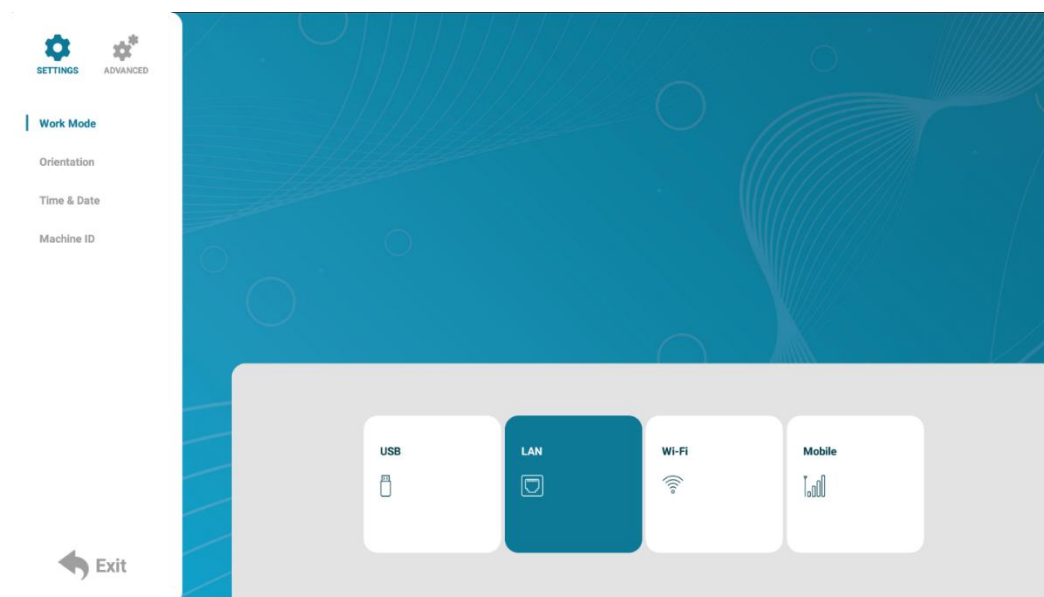 SETTINGS ADVANCED
Work Mode
Orientation
Time & Date
Machine ID
USB LAN Wi-Fi Mobile
Exit